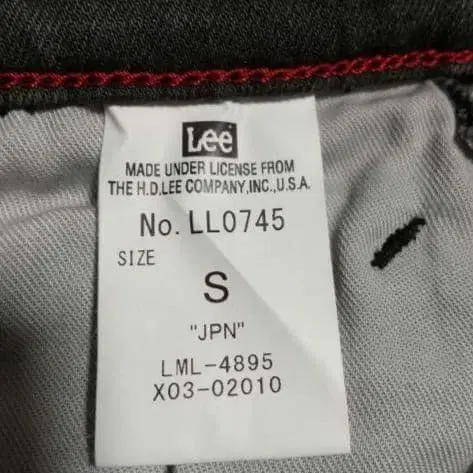 Lee
MADE UNDER LICENSE FROM
THE H.D.LEE COMPANY,INC.,U.S.A.
No. LL0745
SIZE
S
"JPN"
LML-4895
X03-02010